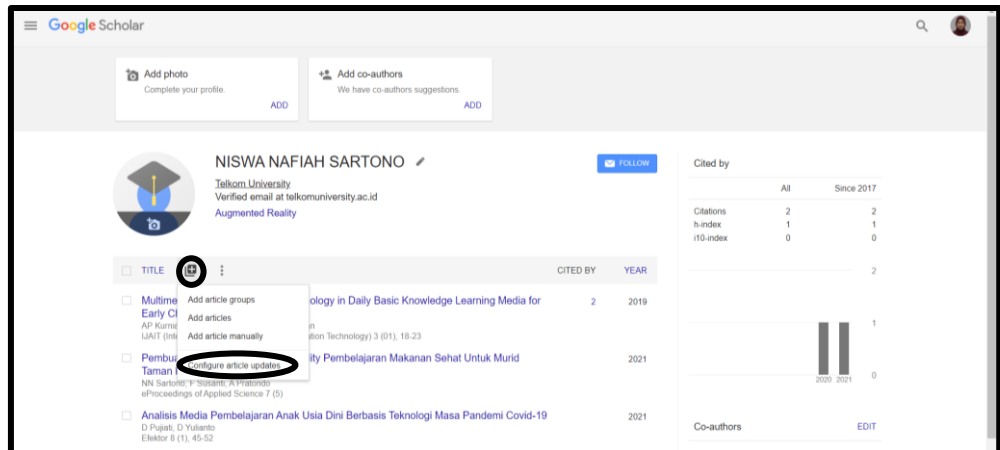 Google Scholar
Add photo
Complete your profile.
ADD
Add co-authors
We have co-authors suggestions.
ADD
NISWA NAFIAH SARTONO
Telkom University
Verified email at telkomuniversity.ac.id
Augmented Reality
FOLLOW
TITLE
CITED BY
YEAR
Add article groups
Add articles
Add article manually
Configure article updates
ology in Daily Basic Knowledge Learning Media for
2
2019
Early
AP
IJAIT
ation Technology) 3 (01), 18-23
ity Pembelajaran Makanan Sehat Untuk Murid
2021
Taman
NN Sartono, F Susanti, A Pratondo
eProceedings of Applied Science 7 (5)
Analisis Media Pembelajaran Anak Usia Dini Berbasis Teknologi Masa Pandemi Covid-19
2021
D Pujiati, D Yulianto
Efektor 8 (1), 45-52
Cited by
All Since 2017
Citations 2 2
h-index 1 1
i10-index 0 0
2
1
0
2020 2021
Co-authors
EDIT